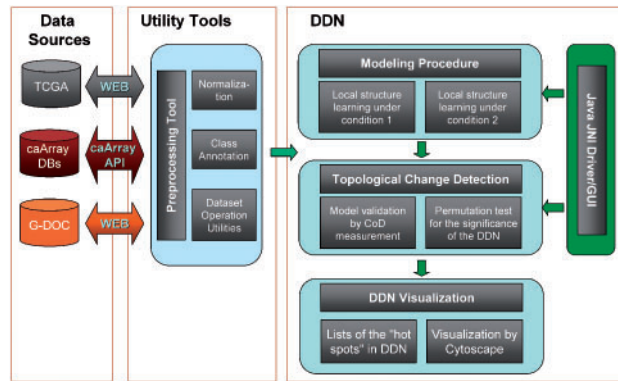 Data
Sources
Utility Tools
DDN
TCGA
WEB
caArray
DBs
caArray
API
G-DOC
WEB
Preprocessing Tool
Normaliza-
tion
Class
Annotation
Dataset
Operation
Utilities
Modeling Procedure
Local structure
learning under
condition 1
Local structure
learning under
condition 2
Topological Change Detection
Model validation
by CoD
measurement
Permutation test
for the significance
of the DDN
DDN Visualization
Lists of the "hot
spots" in DDN
Visualization by
Cytoscape
Java JNI Driver/GUI